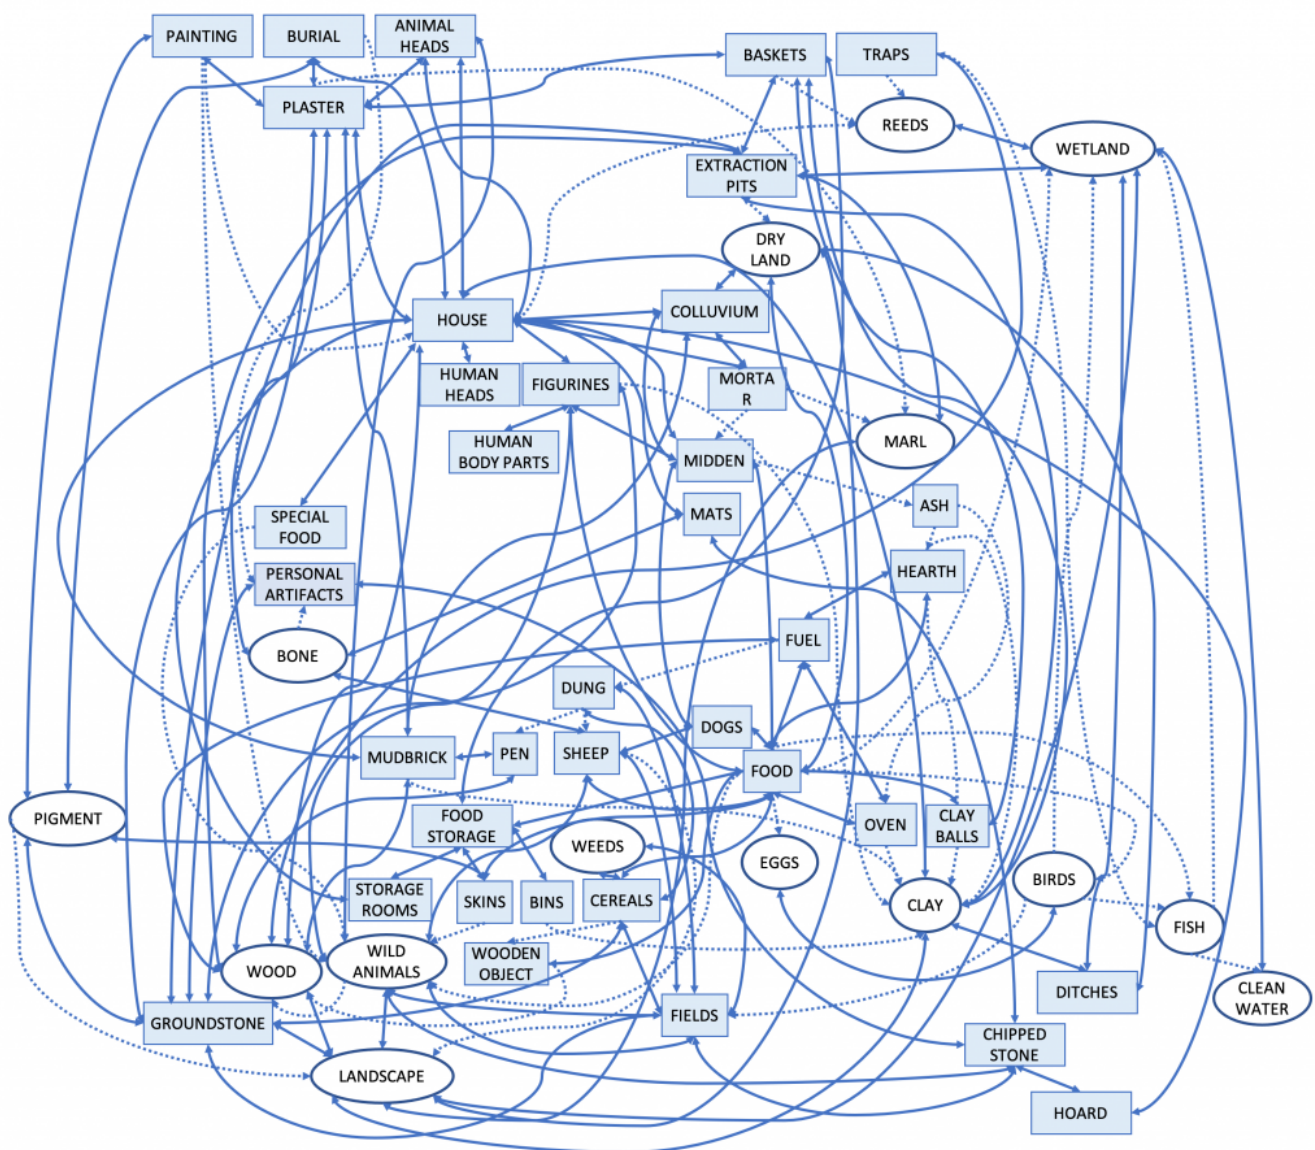 PAINTING
BURIAL
ANIMAL
HEADS
BASKETS
TRAPS
PLASTER
REEDS
WETLAND
EXTRACTION
PITS
DRY
LAND
HOUSE
COLLUVIUM
HUMAN
HEADS
FIGURINES
MORTA
R
HUMAN
BODY PARTS
MIDDEN
MARL
SPECIAL
FOOD
MATS
ASH
PERSONAL
ARTIFACTS
HEARTH
BONE
FUEL
DUNG
DOGS
MUDBRICK
PEN
SHEEP
FOOD
PIGMENT
FOOD
STORAGE
WEEDS
OVEN
CLAY
BALLS
EGGS
BIRDS
STORAGE
ROOMS
SKINS
BINS
CEREALS
CLAY
FISH
WOOD
WILD
ANIMALS
WOODEN
OBJECT
DITCHES
CLEAN
WATER
GROUNDSTONE
FIELDS
CHIPPED
STONE
LANDSCAPE
HOARD